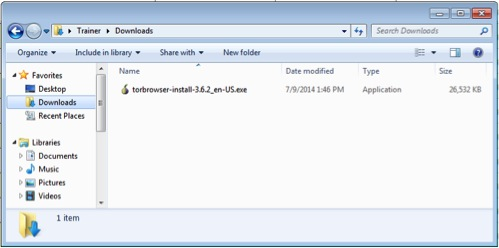 Trainer Downloads
Search Downloads
Organize Include in library Share with New folder
Favorites
Desktop
Downloads
Recent Places
Libraries
Documents
Music
Pictures
Videos
Name Date modified Type Size
torbrowser-install-3.6.2_en-US.exe 7/9/2014 1:46 PM Application 26,532 KB
1 item